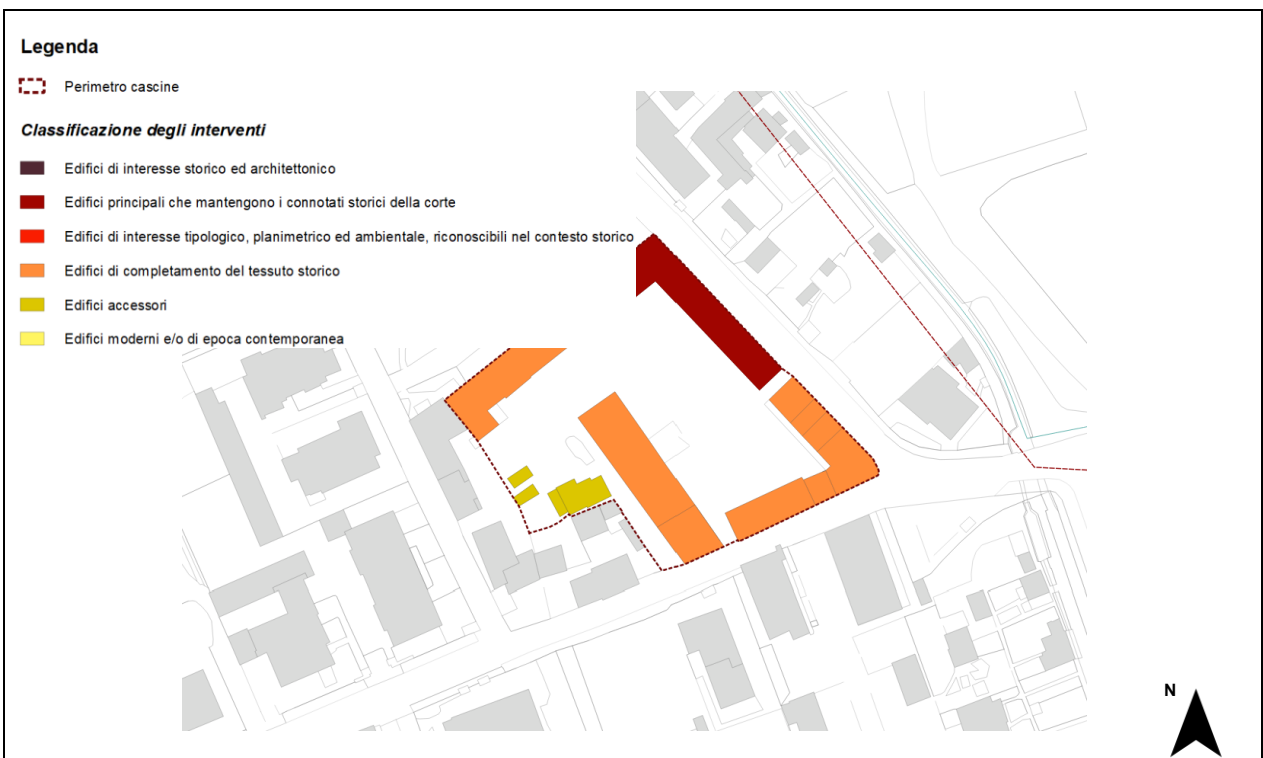 Legenda
Perimetro cascine
Classificazione degli interventi
Edifici di interesse storico ed architettonico
Edifici principali che mantengono i connotati storici della corte
Edifici di interesse tipologico, planimetrico ed ambientale, riconoscibili nel contesto storico
Edifici di completamento del tessuto storico
Edifici accessori
Edifici moderni e/o di epoca contemporanea
N